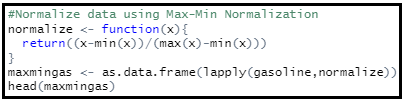 #Normalize data using Max-Min Normalization
normalize <- function(x){
  return((x-min(x))/(max(x)-min(x)))
}
maxmingas <- as.data.frame(lapply(gasoline,normalize))
head(maxmingas)